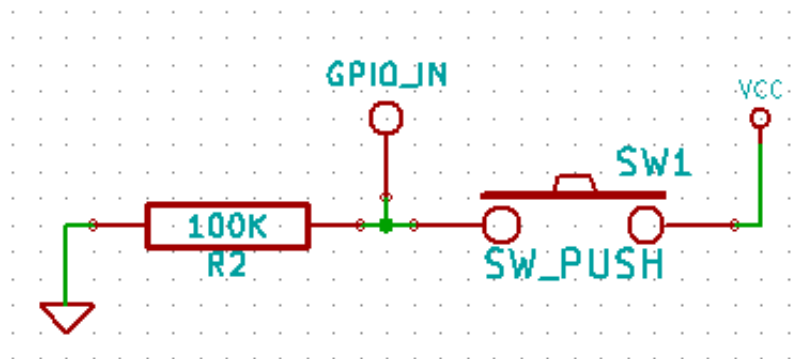 GPIO_IN
VCC
SW1
100K
R2
SW_PUSH